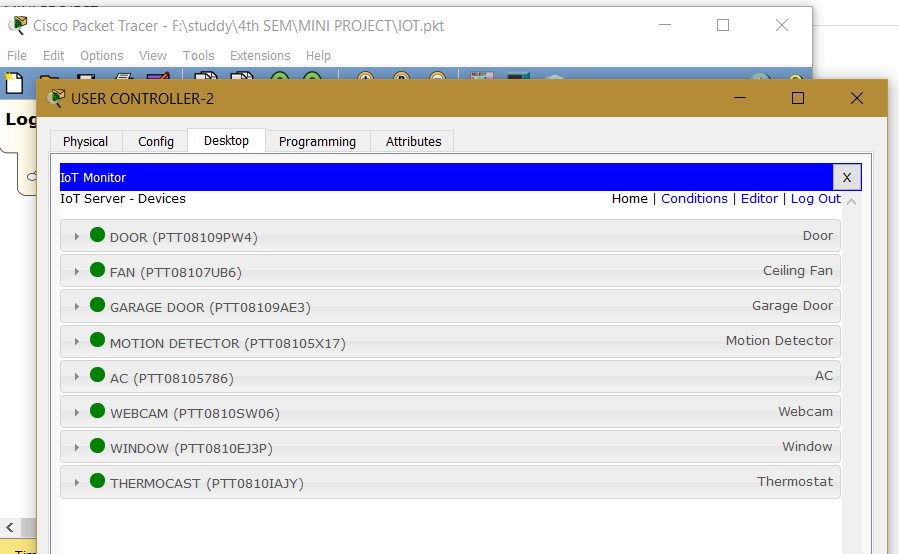 Cisco Packet Tracer - F:\studdy\4th SEM\MINI PROJECT\IOT.pkt
File Edit Options View Tools Extensions Help
USER CONTROLLER-2
Log
Physical Config Desktop Programming Attributes
IoT Monitor X
IoT Server - Devices Home | Conditions | Editor | Log Out
DOOR (PTT08109PW4) Door
FAN (PTT08107UB6) Ceiling Fan
GARAGE DOOR (PTT08109AE3) Garage Door
MOTION DETECTOR (PTT08105X17) Motion Detector
AC (PTT08105786) AC
WEBCAM (PTT0810SW06) Webcam
WINDOW (PTT0810EJ3P) Window
THERMOCAST (PTT0810IAJY) Thermostat